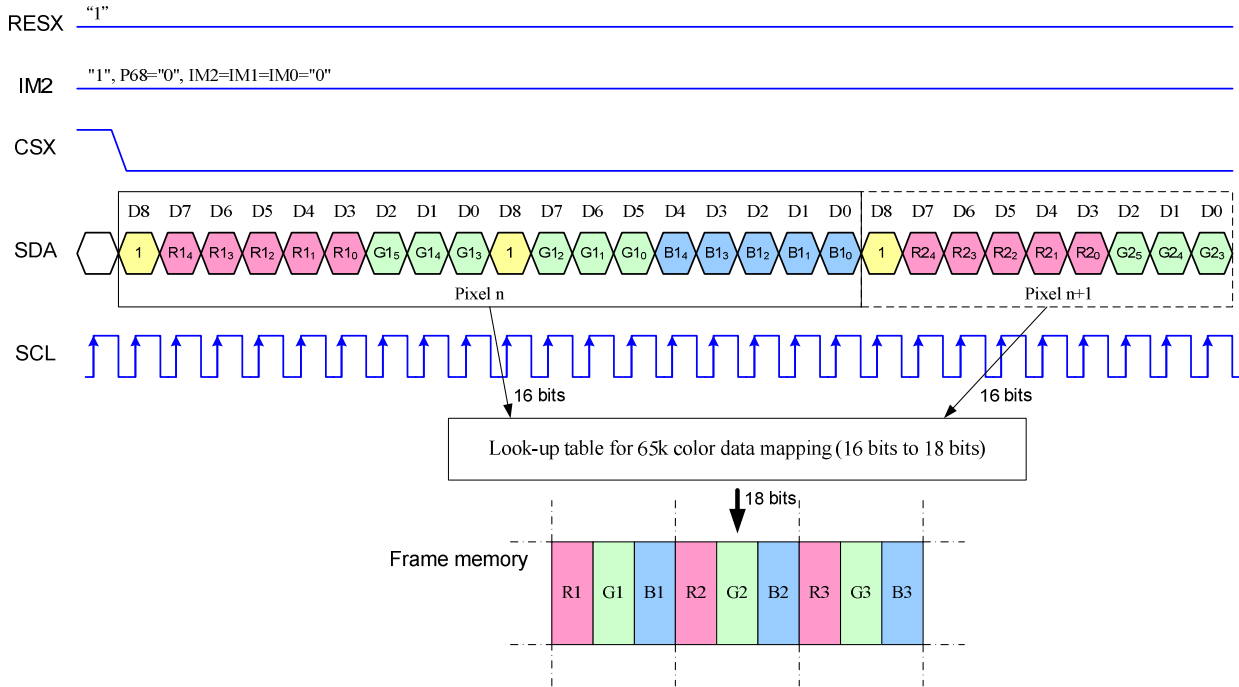 RESX “1”
IM2 "1", P68="0", IM2=IM1=IM0="0"
CSX
D8 D7 D6 D5 D4 D3 D2 D1 D0 D8 D7 D6 D5 D4 D3 D2 D1 D0 D8 D7 D6 D5 D4 D3 D2 D1 D0
SDA 1 R1₄ R1₃ R1₂ R1₁ R1₀ G1₅ G1₄ G1₃ 1 G1₂ G1₁ G1₀ B1₄ B1₃ B1₂ B1₁ B1₀ 1 R2₄ R2₃ R2₂ R2₁ R2₀ G2₅ G2₄ G2₃
Pixel n Pixel n+1
SCL
16 bits 16 bits
Look-up table for 65k color data mapping (16 bits to 18 bits)
18 bits
Frame memory
R1 G1 B1 R2 G2 B2 R3 G3 B3